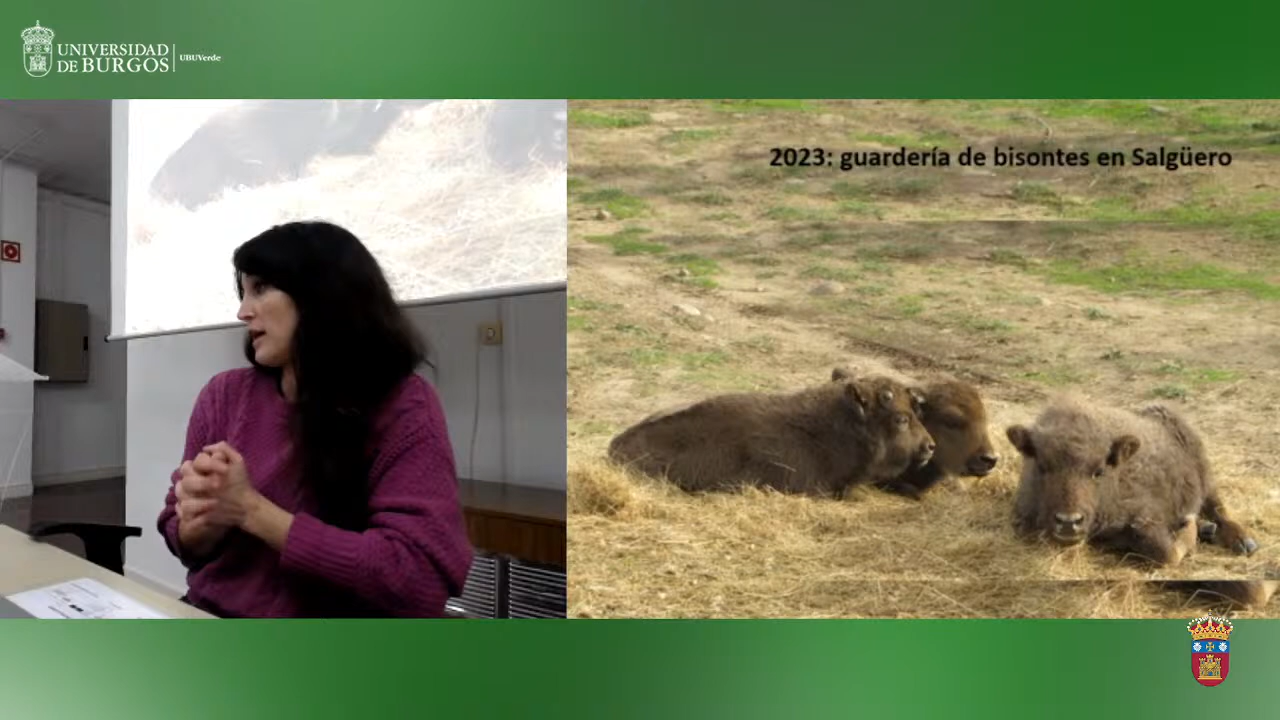 UNIVERSIDAD
DE BURGOS
UBUVerde
2023: guardería de bisontes en Salgüero